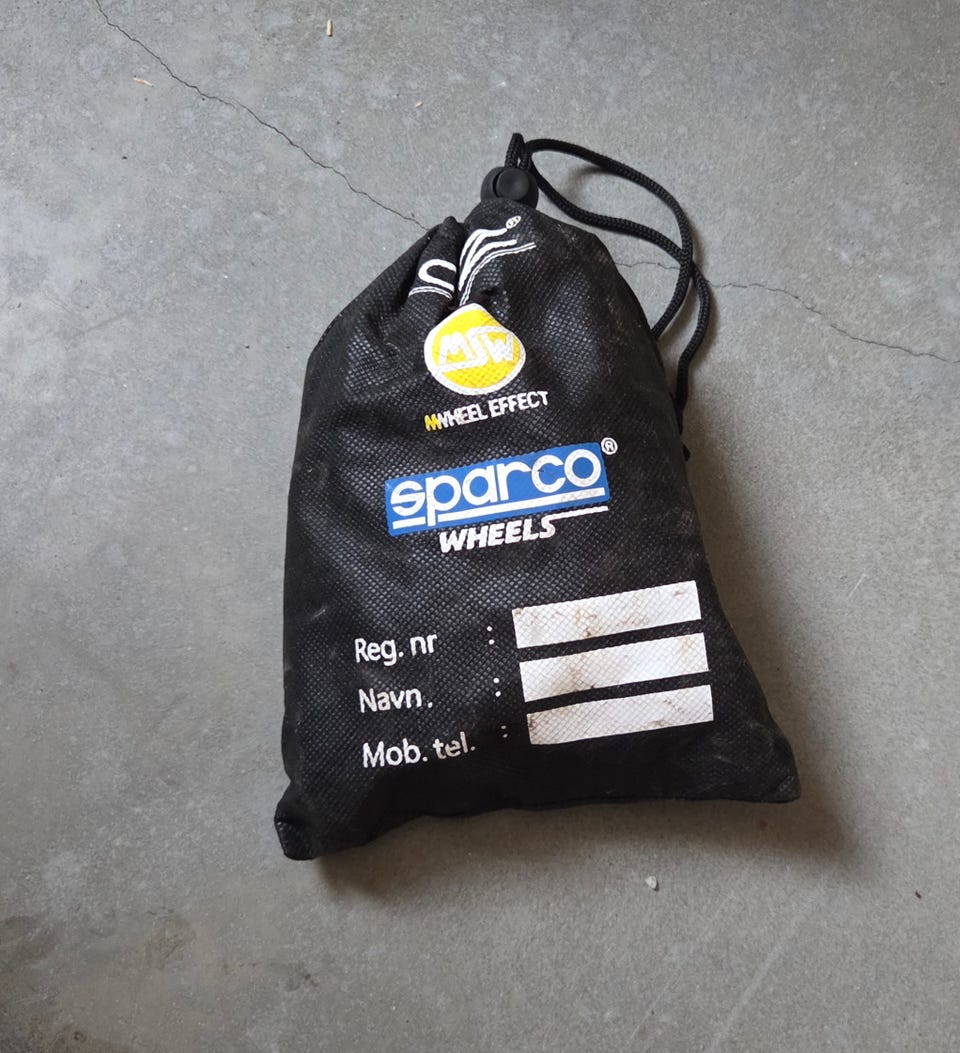 MSW
WHEEL EFFECT
sparco®
WHEELS
Reg. nr :
Navn. :
Mob. tel. :